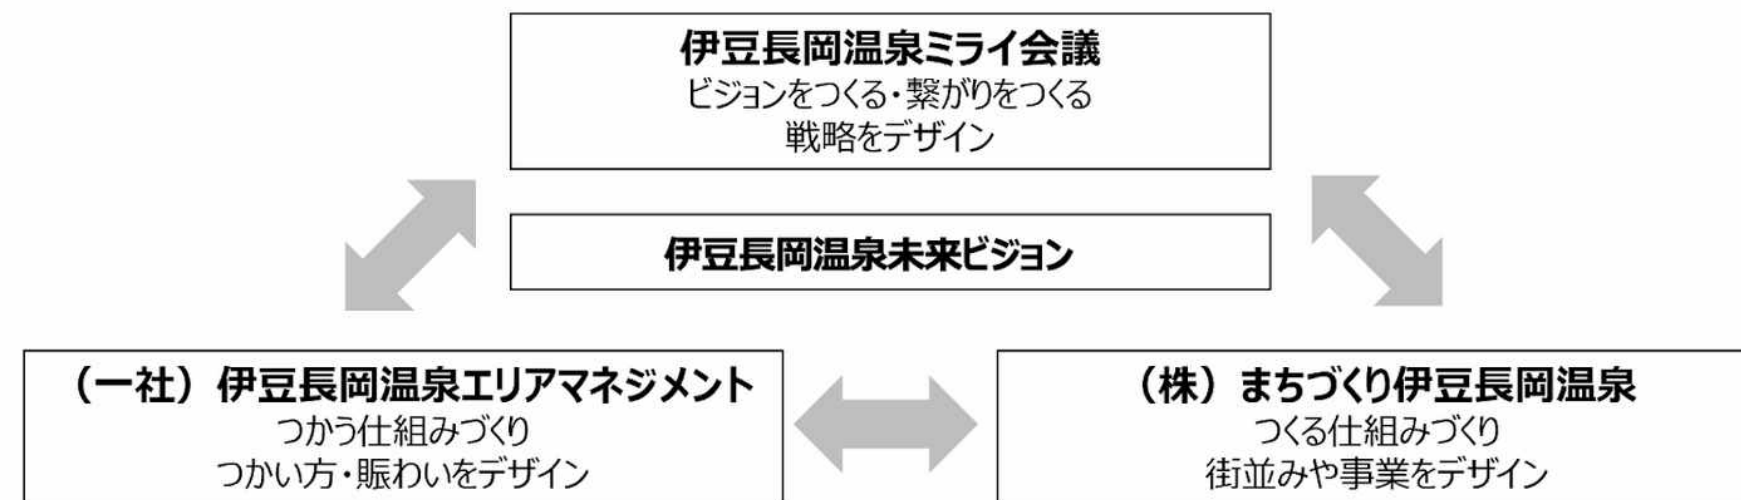 伊豆長岡温泉ミライ会議
ビジョンをつくる・繋がりをつくる
戦略をデザイン
伊豆長岡温泉未来ビジョン
（一社）伊豆長岡温泉エリアマネジメント
つかう仕組みづくり
つかい方・賑わいをデザイン
（株）まちづくり伊豆長岡温泉
つくる仕組みづくり
街並みや事業をデザイン